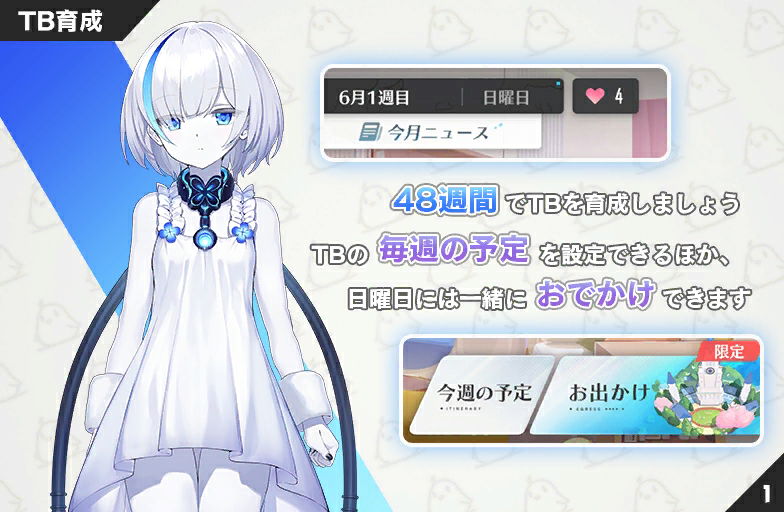 TB育成
6月1週目 日曜日 4
今月ニュース
48週間でTBを育成しましょう
TBの毎週の予定を設定できるほか、
日曜日には一緒におでかけできます
限定
今週の予定 お出かけ
ITINERARY
1